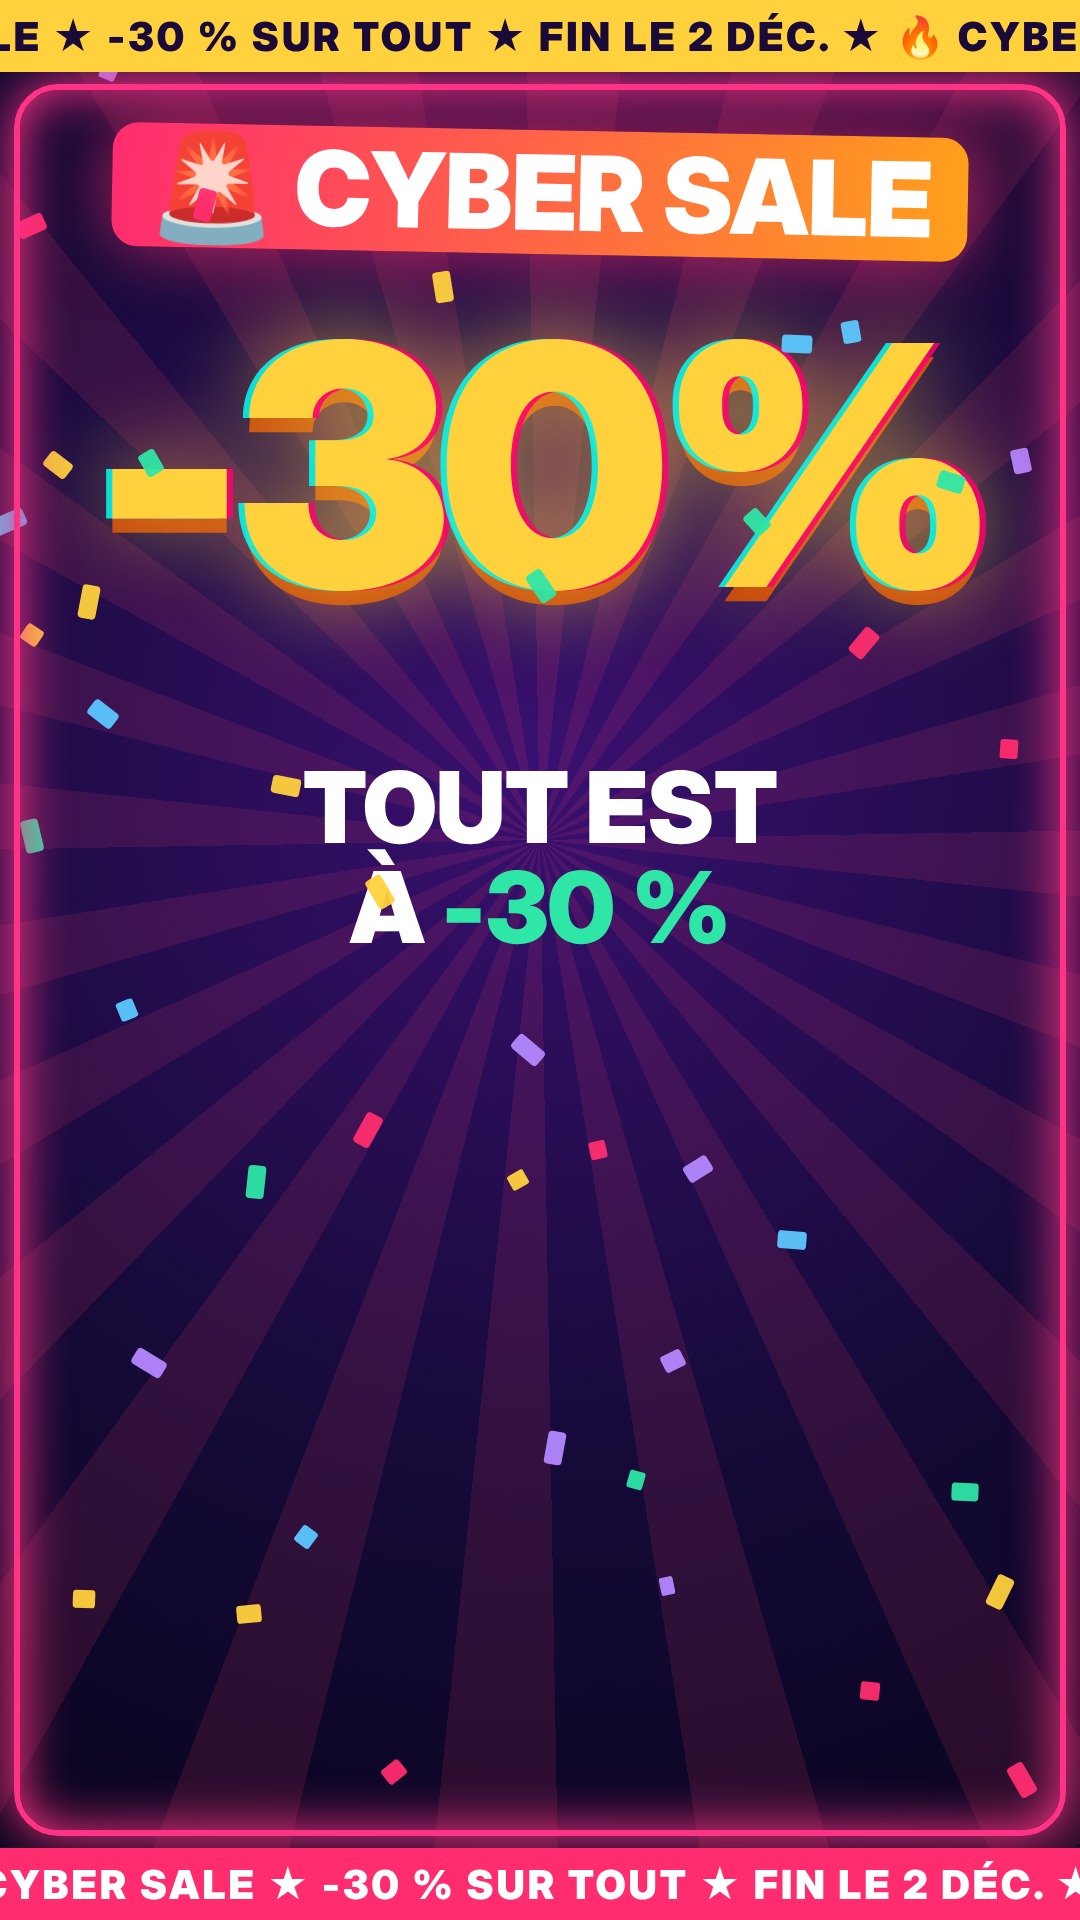 LE ★ -30 % SUR TOUT ★ FIN LE 2 DÉC. ★ 🔥 CYBE
🚨 CYBER SALE
-30%
TOUT EST
À -30 %
CYBER SALE ★ -30 % SUR TOUT ★ FIN LE 2 DÉC. ★